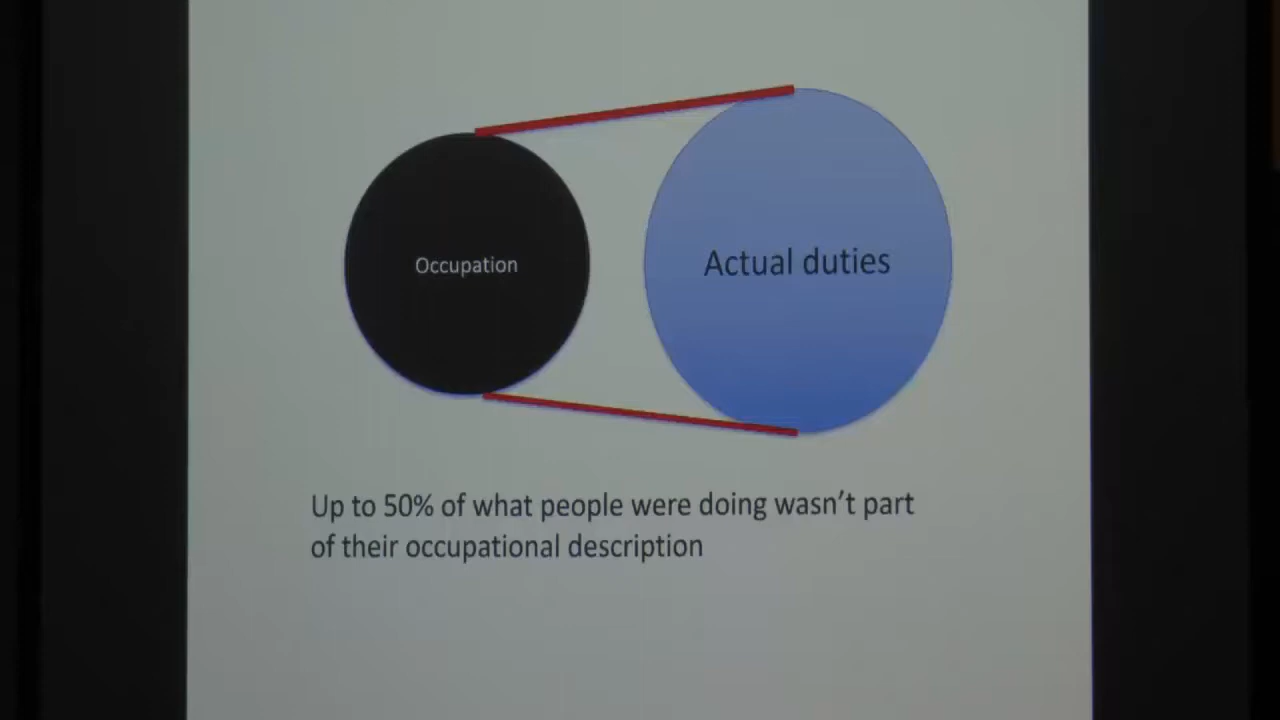 Occupation
Actual duties
Up to 50% of what people were doing wasn’t part
of their occupational description